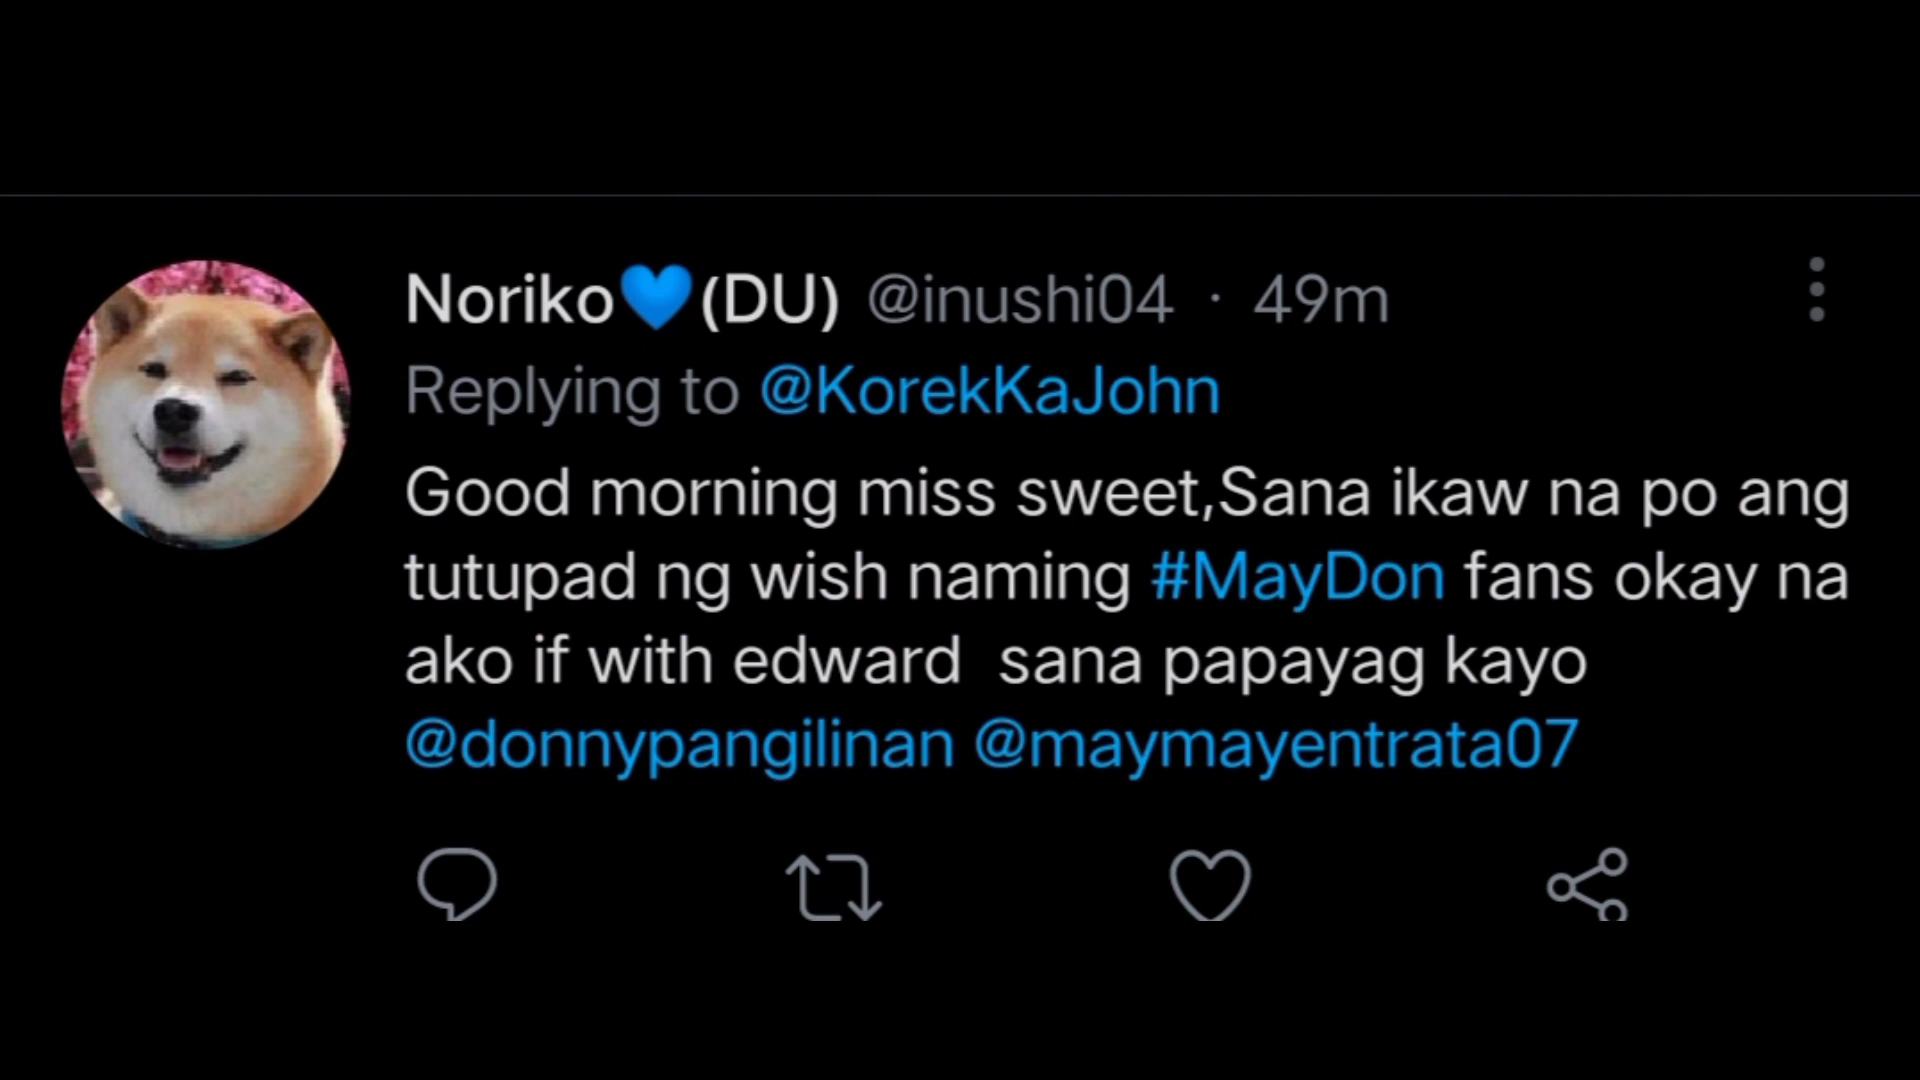 Noriko💙(DU) @inushi04 · 49m
Replying to @KorekKaJohn
Good morning miss sweet,Sana ikaw na po ang
tutupad ng wish naming #MayDon fans okay na
ako if with edward  sana papayag kayo
@donnypangilinan @maymayentrata07